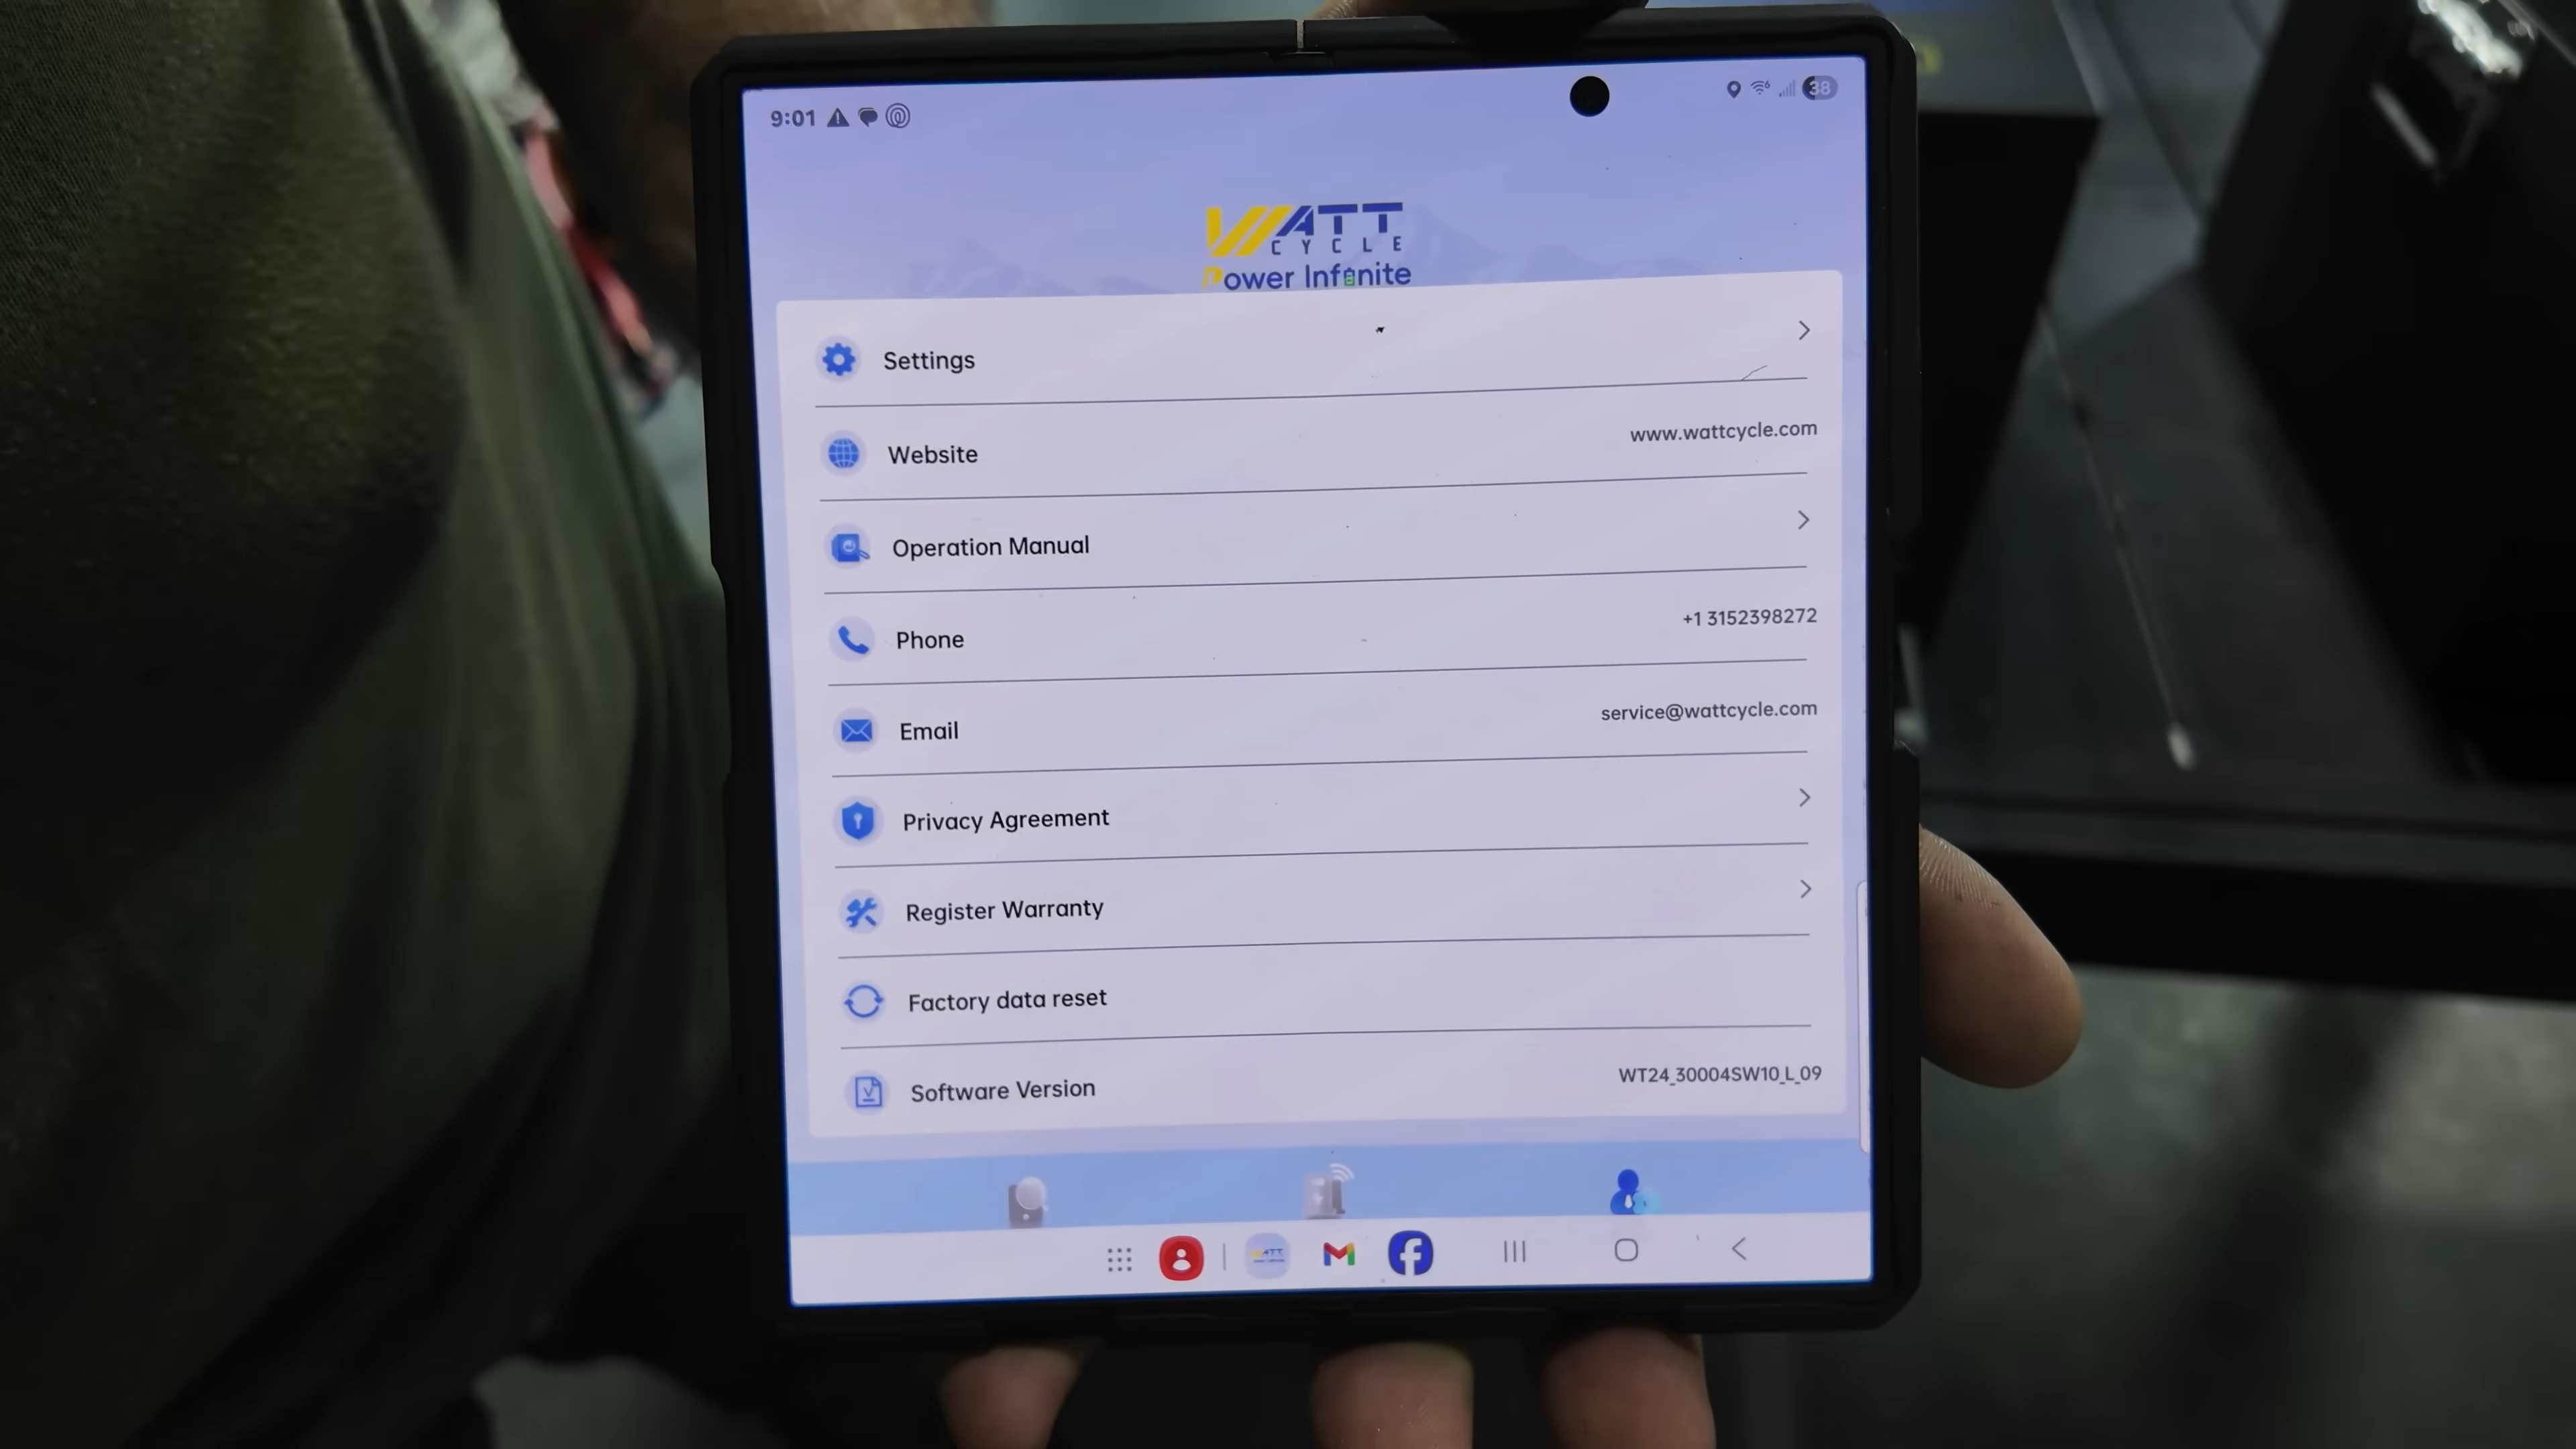 9:01
38
WATT
CYCLE
Power Infinite
Settings
Website www.wattcycle.com
Operation Manual
Phone +1 3152398272
Email service@wattcycle.com
Privacy Agreement
Register Warranty
Factory data reset
Software Version WT24_30004SW10_L_09